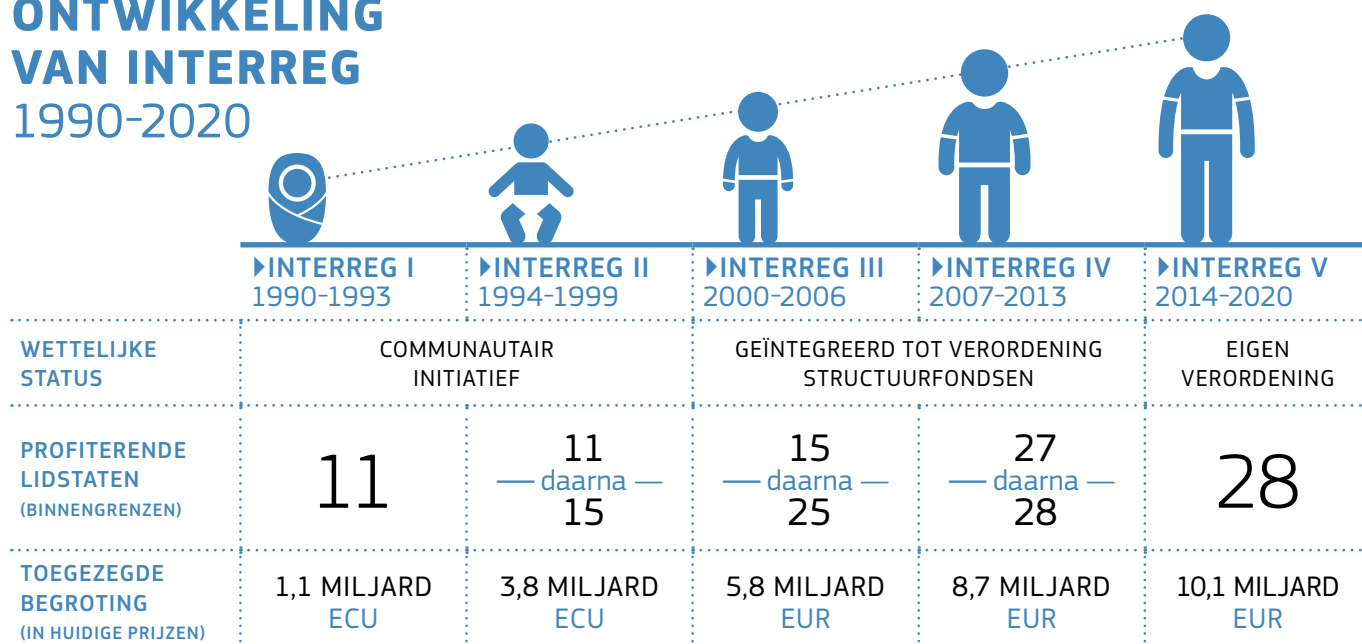 ONTWIKKELING
VAN INTERREG
1990-2020
INTERREG I
1990-1993
INTERREG II
1994-1999
INTERREG III
2000-2006
INTERREG IV
2007-2013
INTERREG V
2014-2020
WETTELIJKE
STATUS
COMMUNAUTAIR
INITIATIEF
GEÏNTEGREERD TOT VERORDENING
STRUCTUURFONDSEN
EIGEN
VERORDENING
PROFITERENDE
LIDSTATEN
(BINNENGRENZEN)
11
11
— daarna —
15
15
— daarna —
25
27
— daarna —
28
28
TOEGEZEGDE
BEGROTING
(IN HUIDIGE PRIJZEN)
1,1 MILJARD
ECU
3,8 MILJARD
ECU
5,8 MILJARD
EUR
8,7 MILJARD
EUR
10,1 MILJARD
EUR